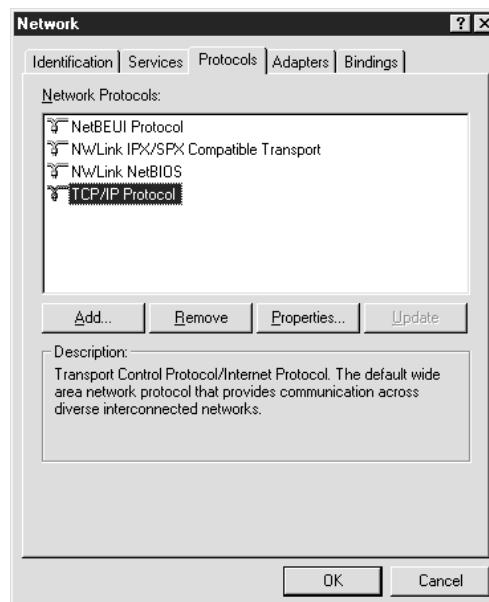 Network
Identification Services Protocols Adapters Bindings
Network Protocols:
NetBEUI Protocol
NWLink IPX/SPX Compatible Transport
NWLink NetBIOS
TCP/IP Protocol
Add... Remove Properties... Update
Description:
Transport Control Protocol/Internet Protocol. The default wide
area network protocol that provides communication across
diverse interconnected networks.
OK Cancel